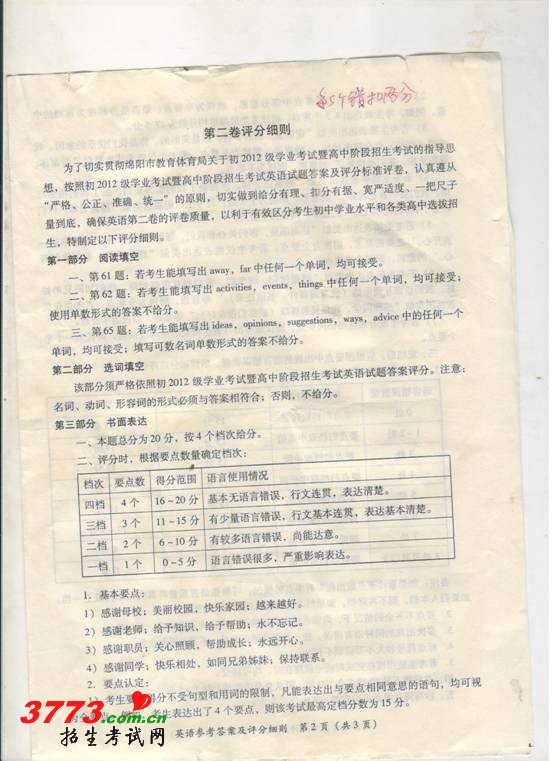 每5个错扣1分
第二卷评分细则
为了切实贯彻绵阳市教育体育局关于初2012级学业考试暨高中阶段招生考试的指导思
想，按照初2012级学业考试暨高中阶段招生考试英语试题答案及评分标准评卷，认真遵从
“严格、公正、准确、统一”的原则，切实做到给分有理、扣分有据、宽严适度、一把尺子
量到底，确保英语第二卷的评卷质量，以利于有效区分考生初中学业水平和各类高中选拔招
生，特制定以下评分细则。
第一部分 阅读填空
一、第61题：若考生能填写出away，far中任何一个单词，均可接受。
二、第62题：若考生能填写出activities，events，things中任何一个单词，均可接受；
使用单数形式的答案不给分。
三、第65题：若考生能填写出ideas，opinions，suggestions，ways，advice中的任何一个
单词，均可接受；填写可数名词单数形式的答案不给分。
第二部分 选词填空
该部分须严格依照初2012级学业考试暨高中阶段招生考试英语试题答案评分。注意：
名词、动词、形容词的形式必须与答案相符合；否则，不给分。
第三部分 书面表达
一、本题总分为20分，按4个档次给分。
二、评分时，根据要点数量确定档次：
档次 要点数 得分范围 语言使用情况
四档 4个 16~20分 基本无语言错误，行文连贯，表达清楚。
三档 3个 11~15分 有少量语言错误，行文基本连贯，表达基本清楚。
二档 2个 6~10分 有较多语言错误，尚能达意。
一档 1个 0~5分 语言错误很多，严重影响表达。
1．基本要点：
1）感谢母校；美丽校园，快乐家园；越来越好。
2）感谢老师；给予知识、给予帮助；永不忘记。
3）感谢职员；关心照顾，帮助成长；永远开心。
4）感谢同学；快乐相处，如同兄弟姊妹；保持联系。
2．要点认定：
1）考生要点得分不受句型和用词的限制，凡能表达出与要点相同意思的语句，均可视
考生表达出了4个要点，则该考试最高定档分数为15分。
3773.com.cn
招生考试网
英语参考答案及评分细则 第2页（共3页）